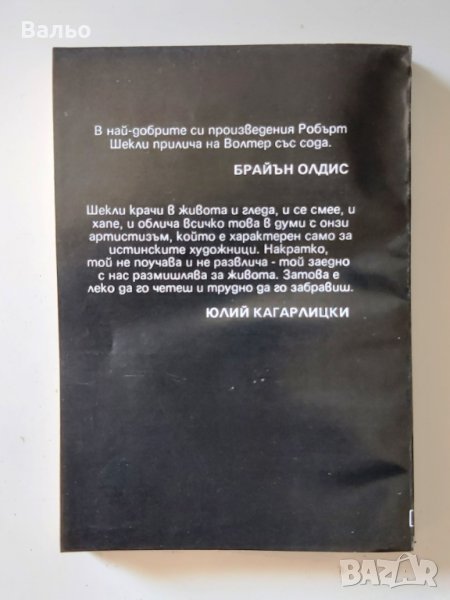 Вальо
В най-добрите си произведения Робърт
Шекли прилича на Волтер със сода.
БРАЙЪН ОЛДИС
Шекли крачи в живота и гледа, и се смее, и
хапе, и облича всичко това в думи с онзи
артистизъм, който е характерен само за
истинските художници. Накратко,
той не поучава и не развлича - той заедно
с нас размишлява за живота. Затова е
леко да го четеш и трудно да го забравиш.
ЮЛИЙ КАГАРЛИЦКИ
BAZAR